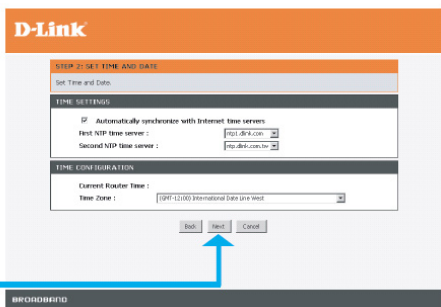 D-Link
STEP 2: SET TIME AND DATE
Set Time and Date.
TIME SETTINGS
Automatically synchronize with Internet time servers
First NTP time server : ntp1.dlink.com
Second NTP time server : ntp.dlink.com.tw
TIME CONFIGURATION
Current Router Time :
Time Zone : (GMT-12:00) International Date Line West
Back Next Cancel
BROADBAND